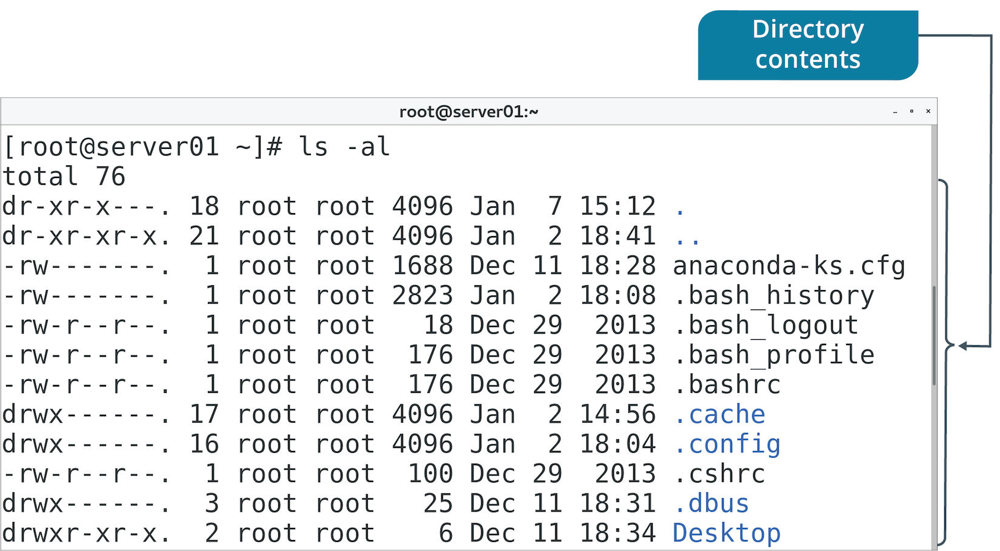 Directory
contents
root@server01:~
[root@server01 ~]# ls -al
total 76
dr-xr-x---. 18 root root 4096 Jan  7 15:12 .
dr-xr-xr-x. 21 root root 4096 Jan  2 18:41 ..
-rw-------.  1 root root 1688 Dec 11 18:28 anaconda-ks.cfg
-rw-------.  1 root root 2823 Jan  2 18:08 .bash_history
-rw-r--r--.  1 root root   18 Dec 29  2013 .bash_logout
-rw-r--r--.  1 root root  176 Dec 29  2013 .bash_profile
-rw-r--r--.  1 root root  176 Dec 29  2013 .bashrc
drwx------. 17 root root 4096 Jan  2 14:56 .cache
drwx------. 16 root root 4096 Jan  2 18:04 .config
-rw-r--r--.  1 root root  100 Dec 29  2013 .cshrc
drwx------.  3 root root   25 Dec 11 18:31 .dbus
drwxr-xr-x.  2 root root    6 Dec 11 18:34 Desktop